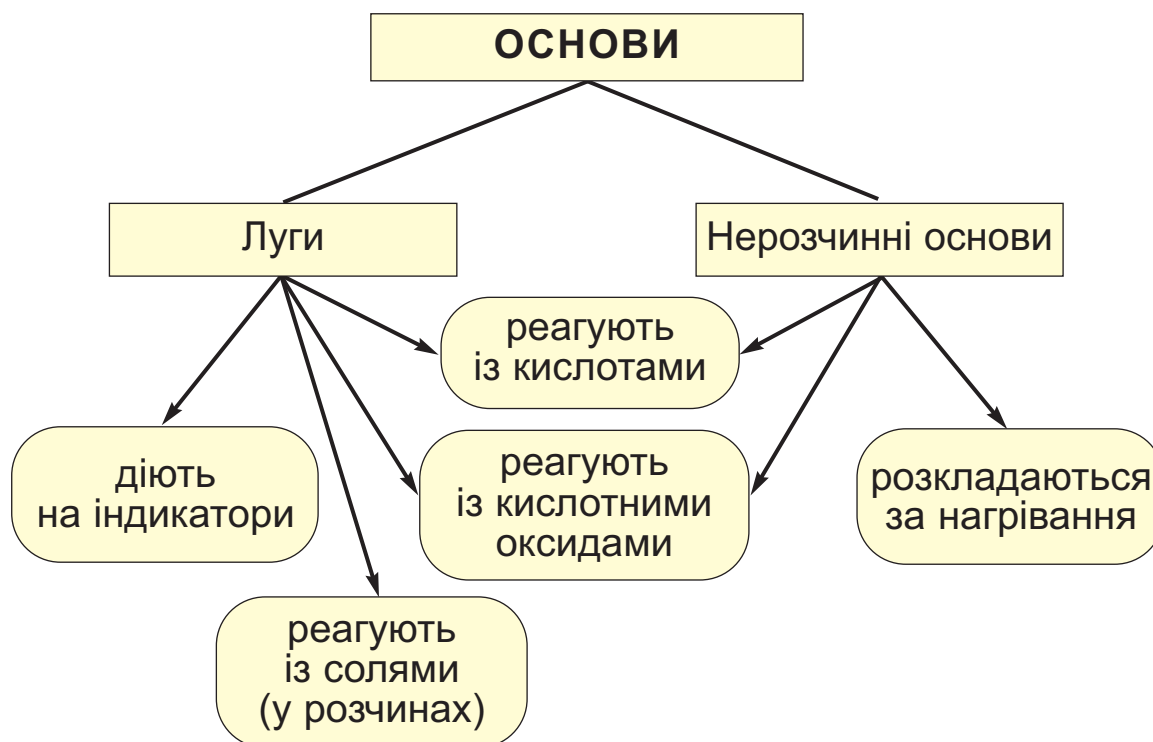 ОСНОВИ
Луги
Нерозчинні основи
реагують
із кислотами
діють
на індикатори
реагують
із кислотними
оксидами
розкладаються
за нагрівання
реагують
із солями
(у розчинах)